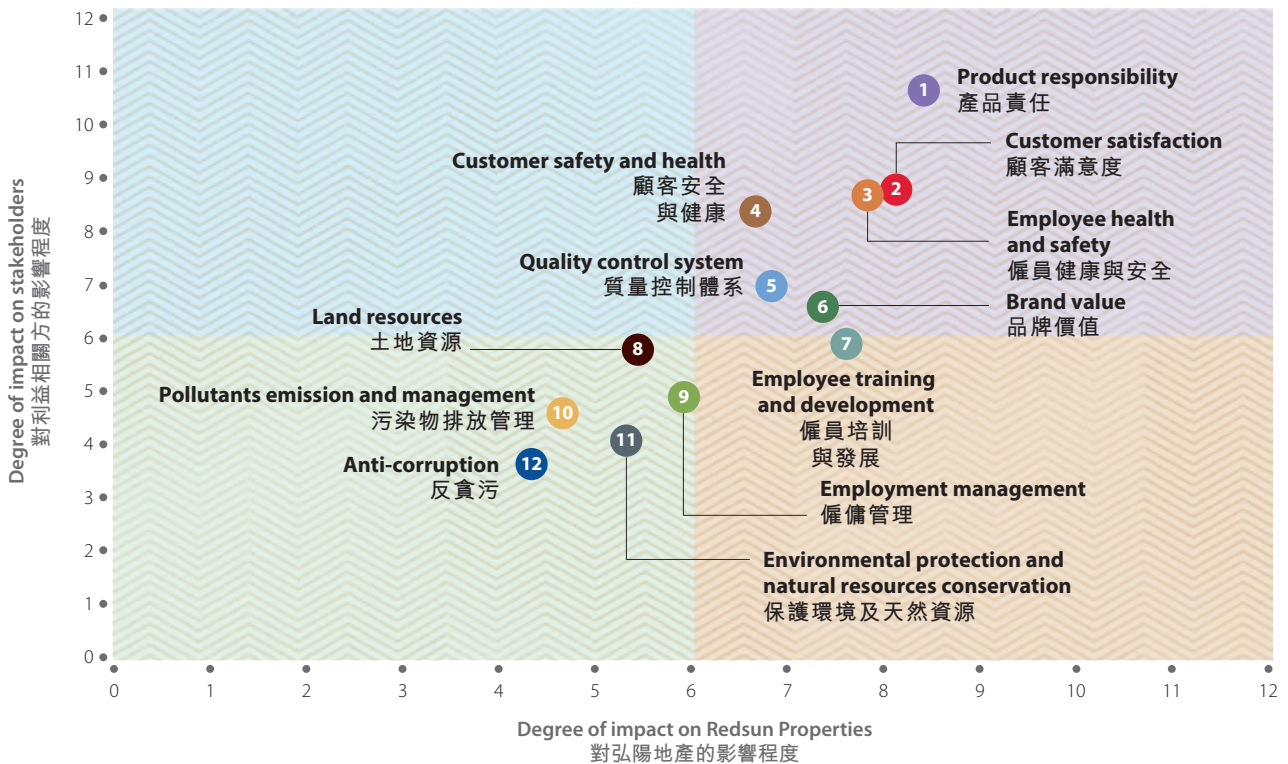 12
11
10
9
8
7
6
5
4
3
2
1
0
Degree of impact on stakeholders
對利益相關方的影響程度
1
Product responsibility
產品責任
Customer satisfaction
顧客滿意度
2
3
Employee health
and safety
僱員健康與安全
Customer safety and health
顧客安全
與健康
4
Quality control system
質量控制體系
5
6
Brand value
品牌價值
7
Employee training
and development
僱員培訓
與發展
Land resources
土地資源
8
9
Employment management
僱傭管理
Pollutants emission and management
污染物排放管理
10
11
Environmental protection and
natural resources conservation
保護環境及天然資源
Anti-corruption
反貪污
12
0 1 2 3 4 5 6 7 8 9 10 11 12
Degree of impact on Redsun Properties
對弘陽地產的影響程度